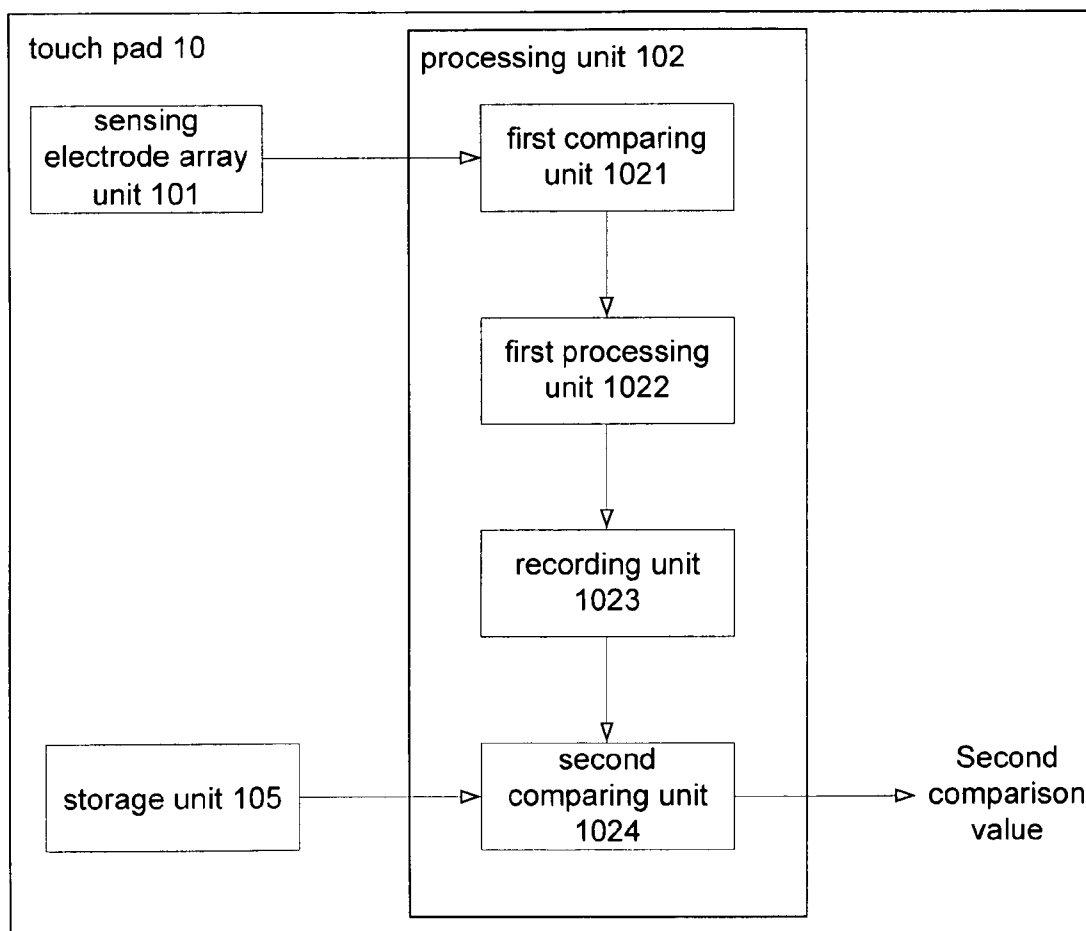 touch pad 10
processing unit 102
sensing
electrode array
unit 101
first comparing
unit 1021
first processing
unit 1022
recording unit
1023
storage unit 105
second
comparing unit
1024
Second
comparison
value